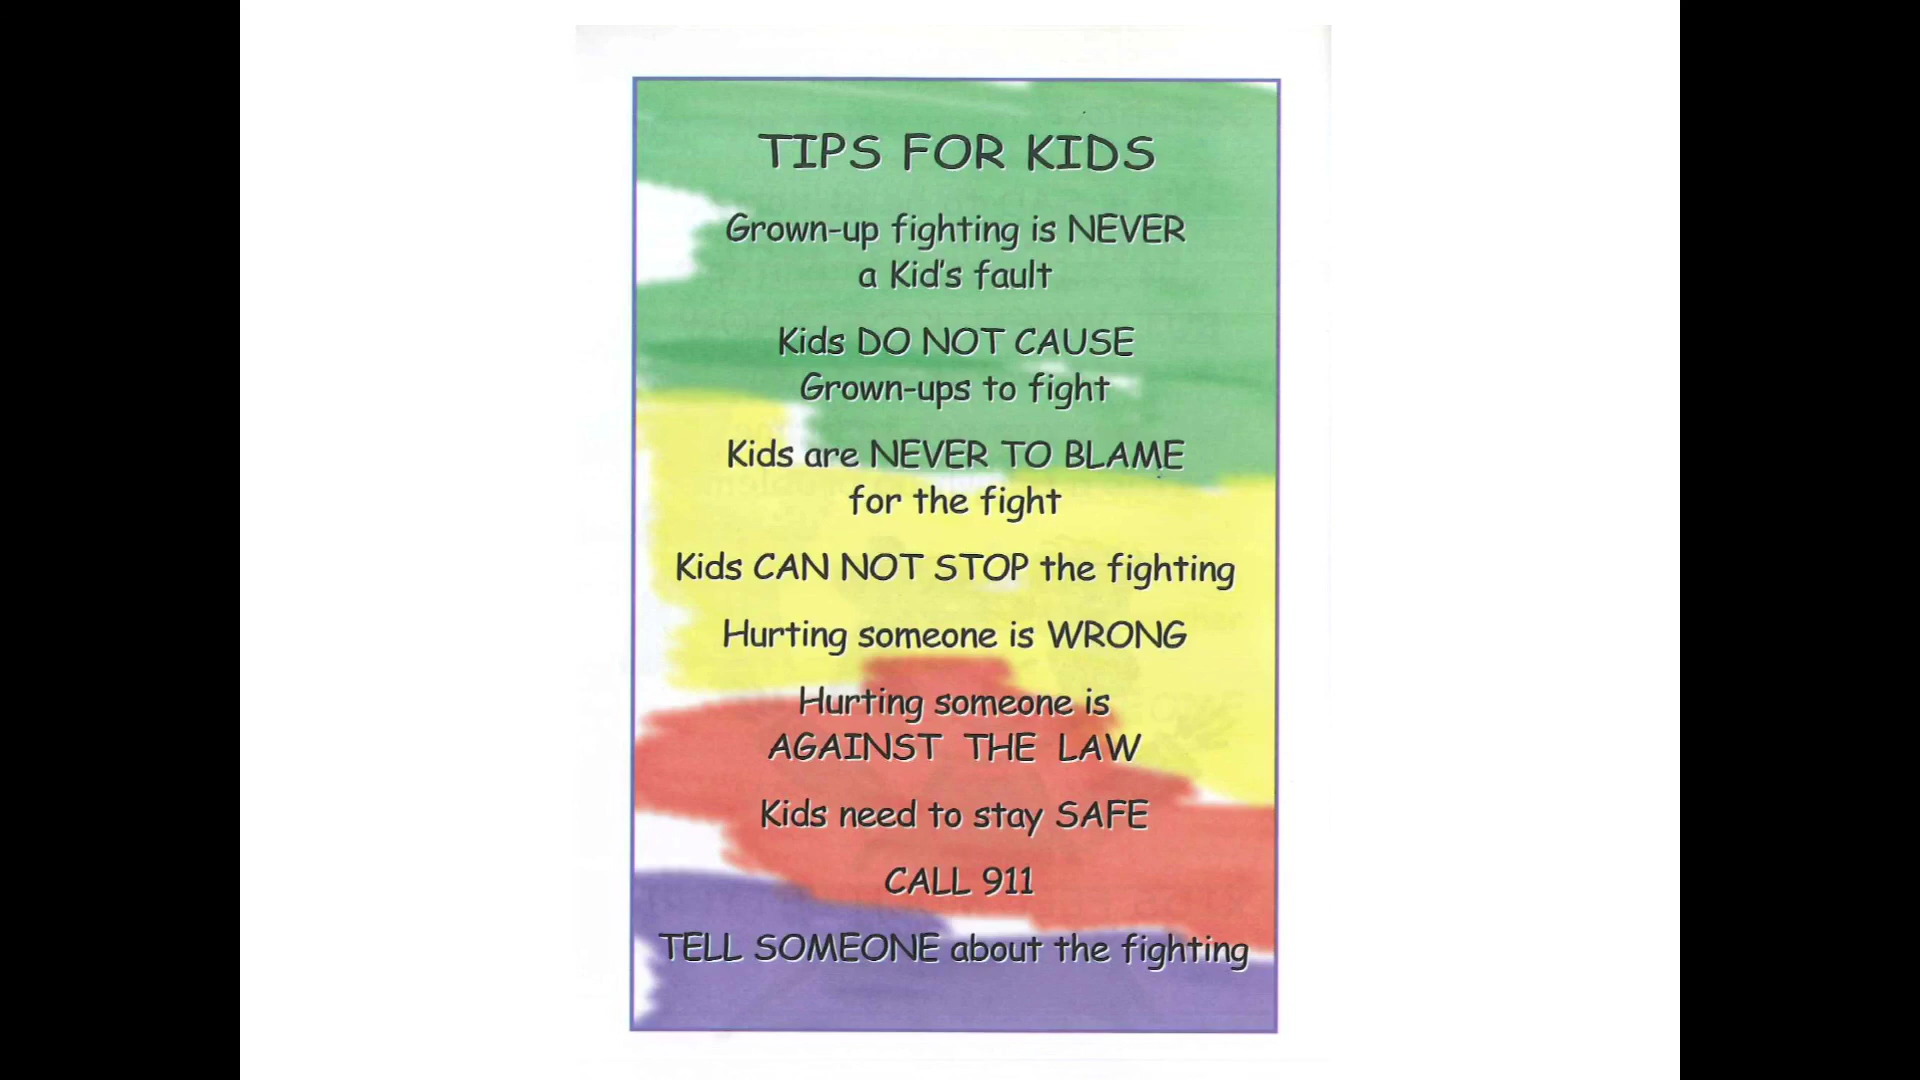 TIPS FOR KIDS
Grown-up fighting is NEVER
a Kid's fault
Kids DO NOT CAUSE
Grown-ups to fight
Kids are NEVER TO BLAME
for the fight
Kids CAN NOT STOP the fighting
Hurting someone is WRONG
Hurting someone is
AGAINST THE LAW
Kids need to stay SAFE
CALL 911
TELL SOMEONE about the fighting